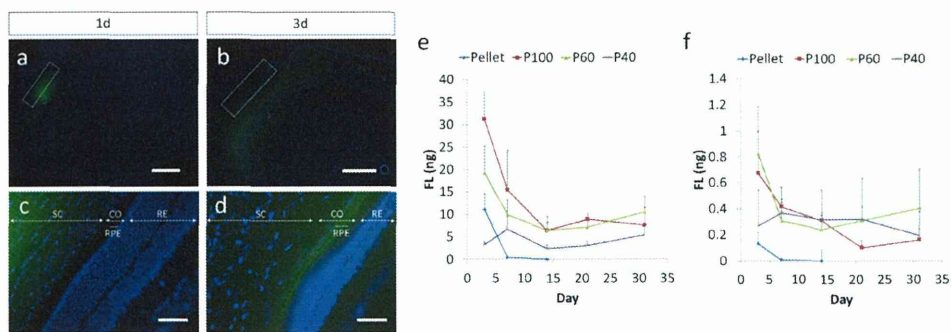 1d
3d
a
b
c
SC
CO
RE
RPE
d
SC
CO
RE
RPE
e
Pellet P100 P60 P40
FL (ng)
40
35
30
25
20
15
10
5
0
0 5 10 15 20 25 30 35
Day
f
Pellet P100 P60 P40
FL (ng)
1.4
1.2
1
0.8
0.6
0.4
0.2
0
0 5 10 15 20 25 30 35
Day